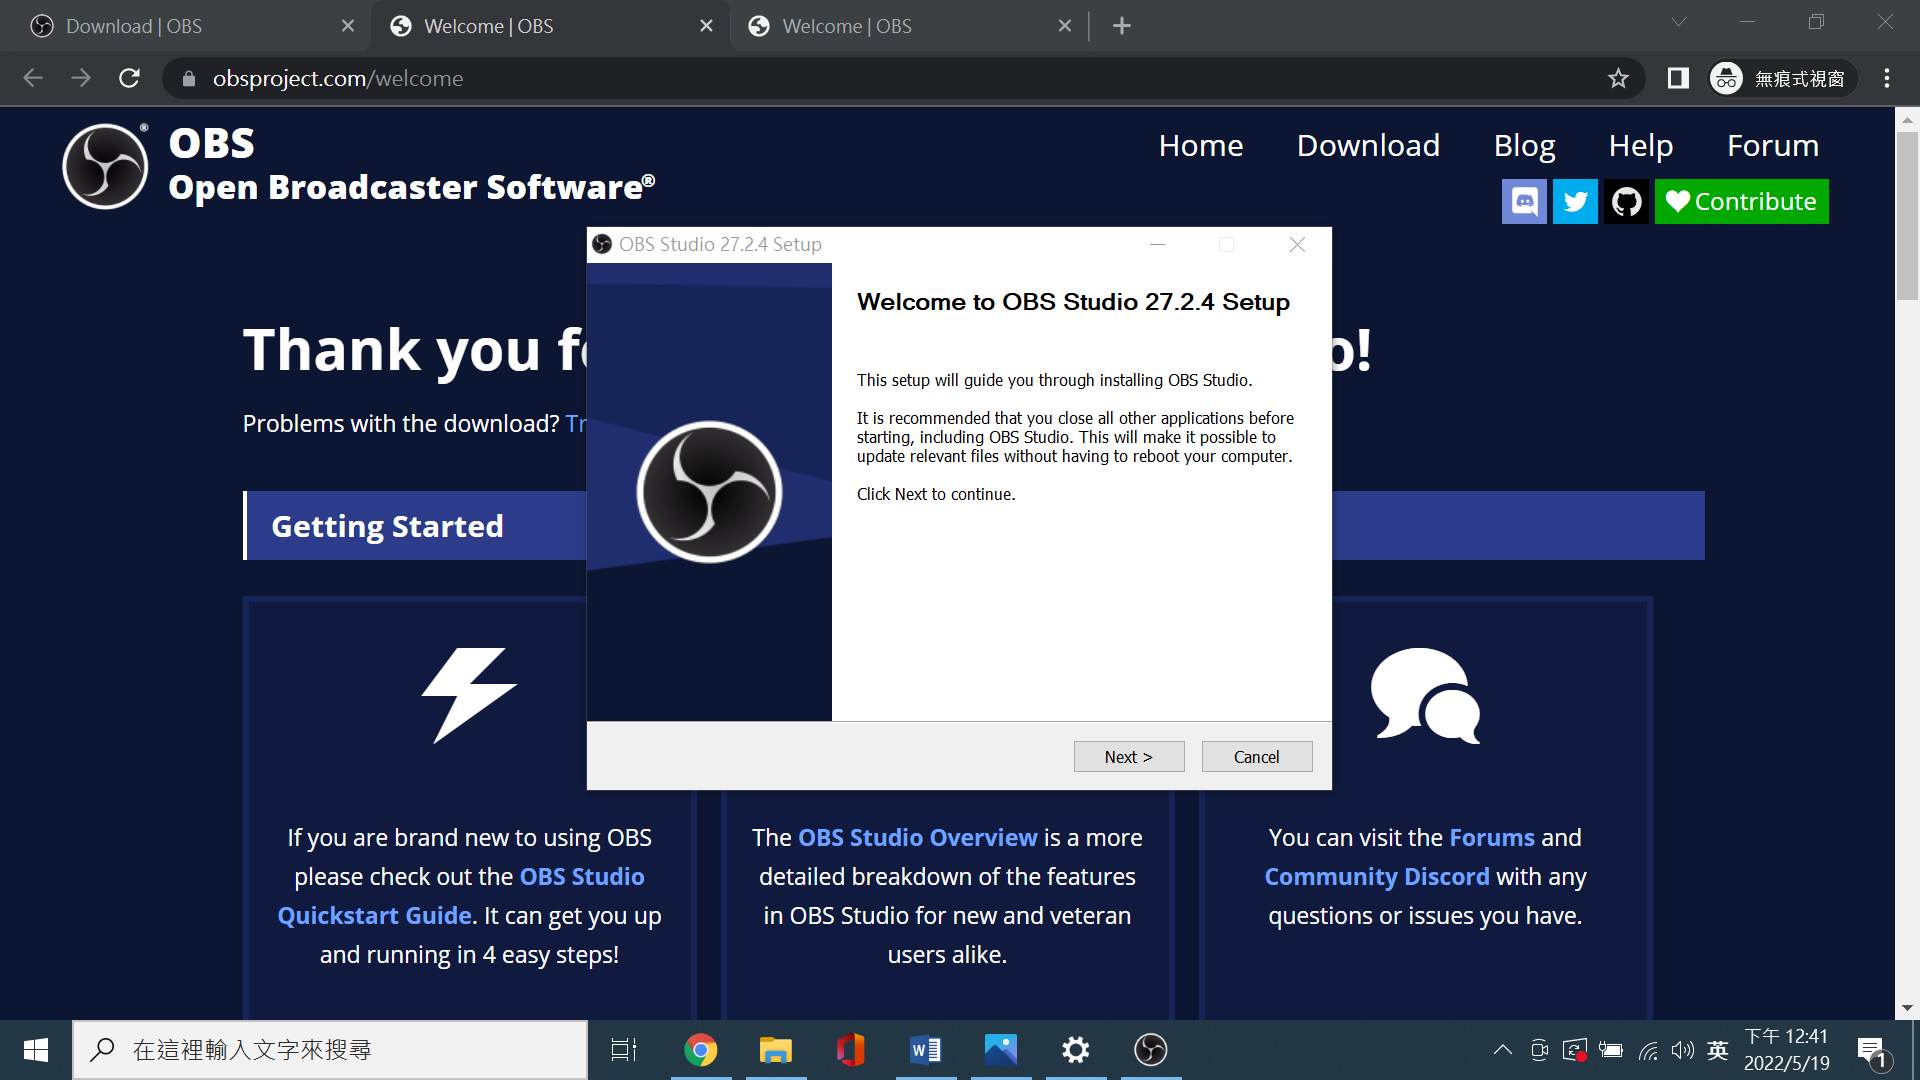 Download | OBS
Welcome | OBS
Welcome | OBS
obsproject.com/welcome
無痕式視窗
OBS
Open Broadcaster Software®
Home
Download
Blog
Help
Forum
Contribute
OBS Studio 27.2.4 Setup
Welcome to OBS Studio 27.2.4 Setup
This setup will guide you through installing OBS Studio.
It is recommended that you close all other applications before
starting, including OBS Studio. This will make it possible to
update relevant files without having to reboot your computer.
Click Next to continue.
Next >
Cancel
Thank you
o!
Problems with the download? Tr
Getting Started
If you are brand new to using OBS
please check out the OBS Studio
Quickstart Guide. It can get you up
and running in 4 easy steps!
The OBS Studio Overview is a more
detailed breakdown of the features
in OBS Studio for new and veteran
users alike.
You can visit the Forums and
Community Discord with any
questions or issues you have.
在這裡輸入文字來搜尋
英
下午 12:41
2022/5/19
1